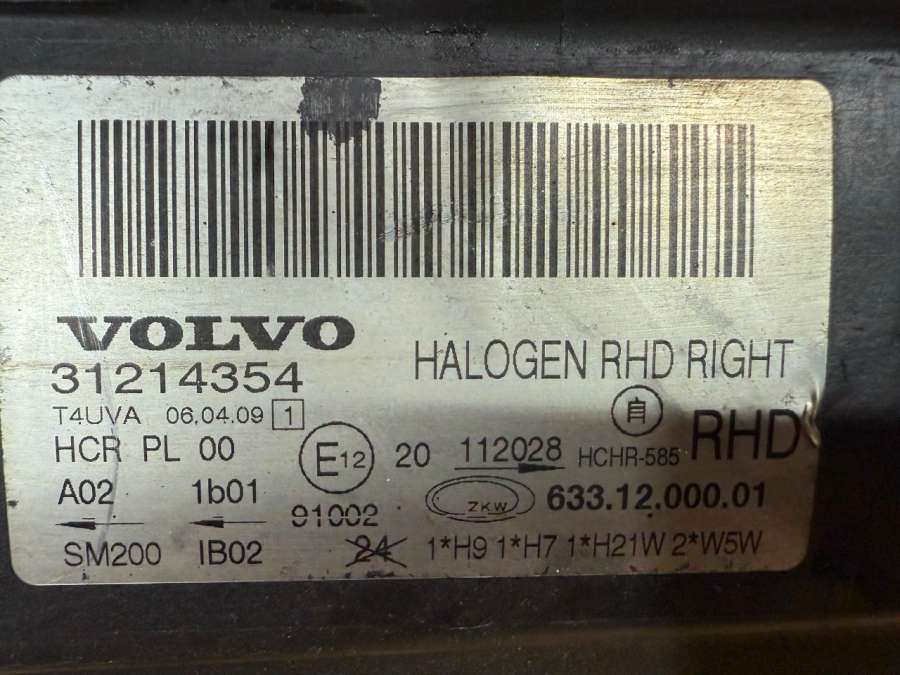 VOLVO
31214354
HALOGEN RHD RIGHT
T4UVA 06.04.09 1
自
HCR PL 00
E12 20 112028 HCHR-585 RHD
A02 1b01
91002 ZKW 633.12.000.01
SM200 IB02 24 1*H9 1*H7 1*H21W 2*W5W